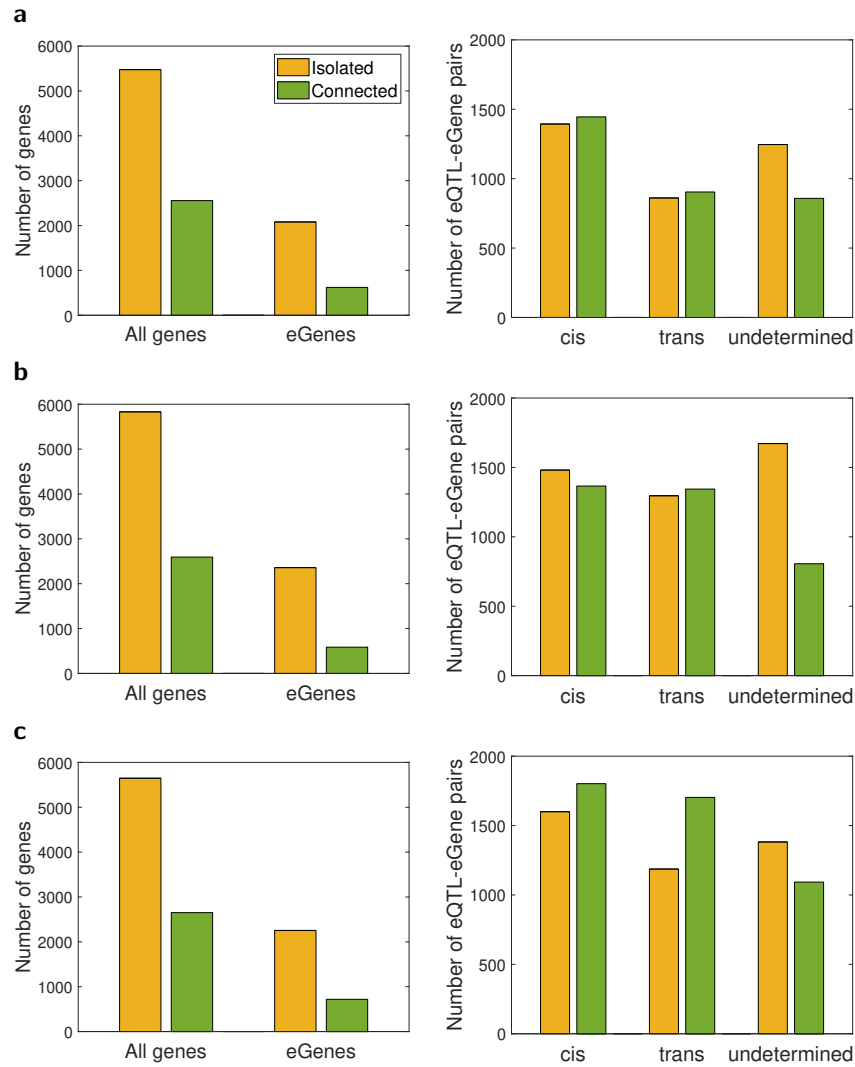 a
Number of genes
6000
5000
4000
3000
2000
1000
0
All genes eGenes
Isolated
Connected
Number of eQTL-eGene pairs
2000
1500
1000
500
0
cis trans undetermined
b
Number of genes
6000
5000
4000
3000
2000
1000
0
All genes eGenes
Number of eQTL-eGene pairs
2000
1500
1000
500
0
cis trans undetermined
c
Number of genes
6000
5000
4000
3000
2000
1000
0
All genes eGenes
Number of eQTL-eGene pairs
2000
1500
1000
500
0
cis trans undetermined